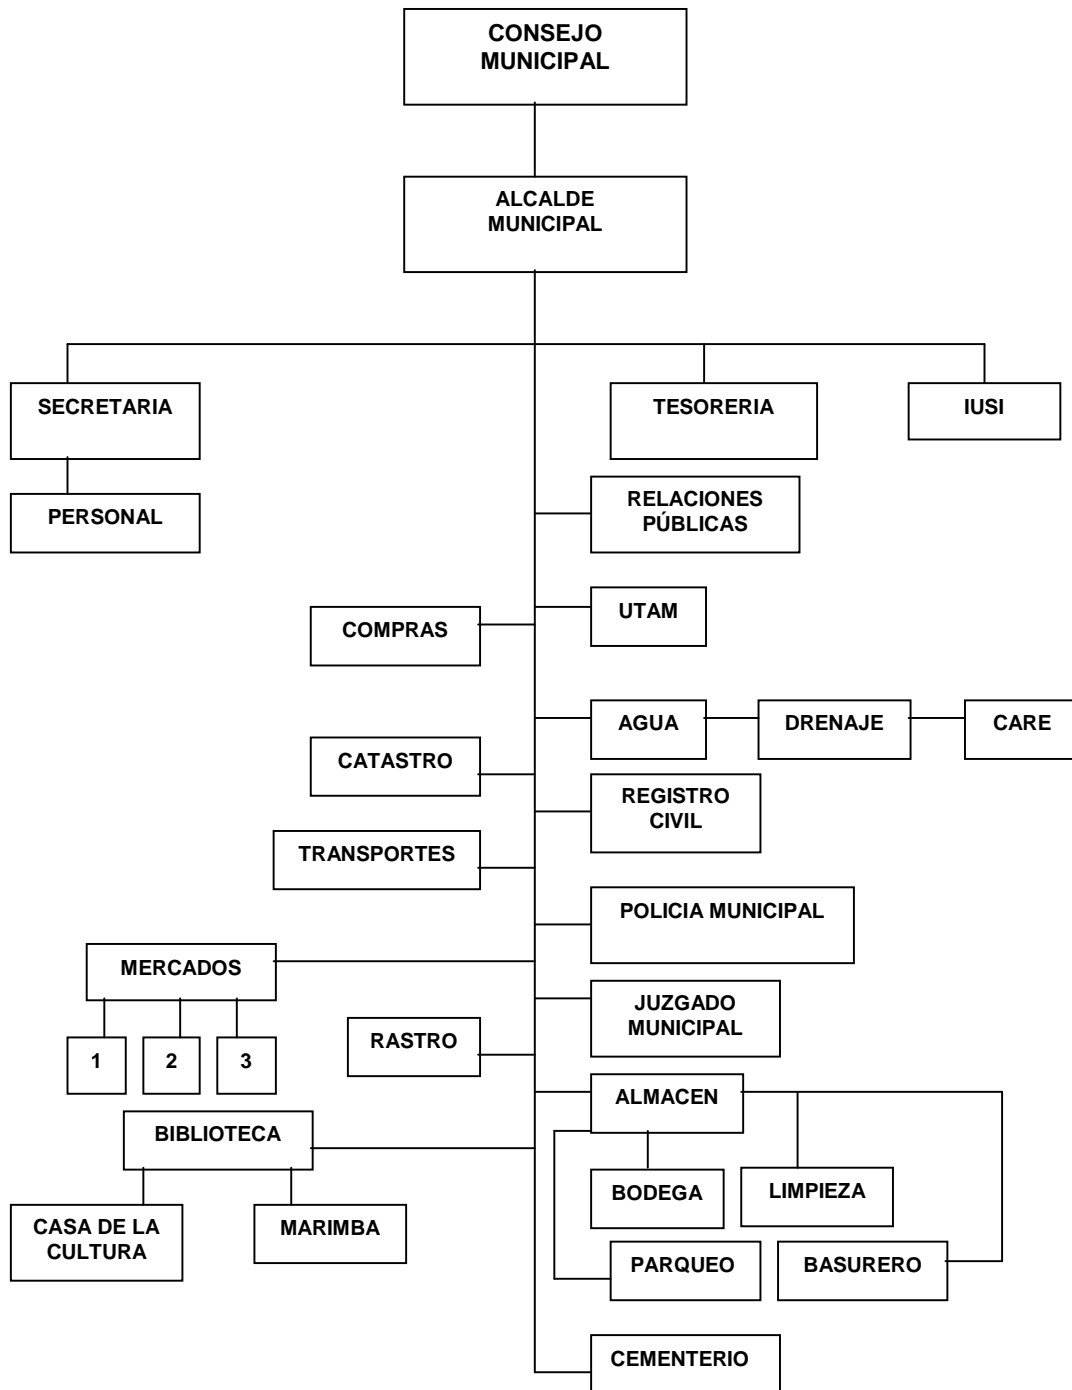 CONSEJO
MUNICIPAL
ALCALDE
MUNICIPAL
SECRETARIA
TESORERIA
IUSI
PERSONAL
RELACIONES
PÚBLICAS
UTAM
COMPRAS
AGUA
DRENAJE
CARE
CATASTRO
REGISTRO
CIVIL
TRANSPORTES
POLICIA MUNICIPAL
MERCADOS
JUZGADO
MUNICIPAL
RASTRO
1
2
3
ALMACEN
BIBLIOTECA
BODEGA
LIMPIEZA
CASA DE LA
CULTURA
MARIMBA
PARQUEO
BASURERO
CEMENTERIO